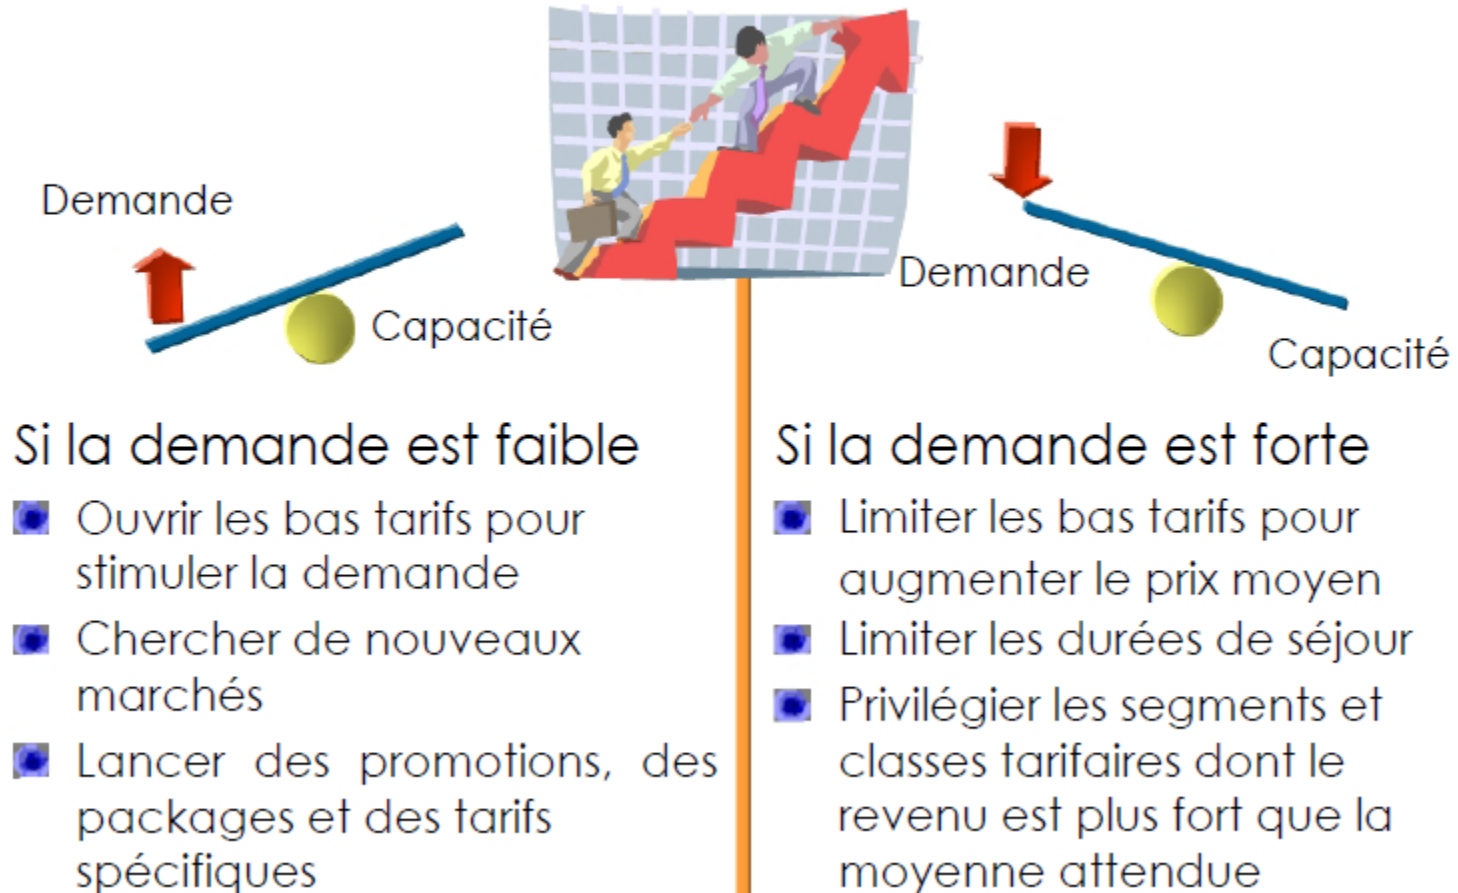 Demande
Capacité
Demande
Capacité
Si la demande est faible
Ouvrir les bas tarifs pour
stimuler la demande
Chercher de nouveaux
marchés
Lancer des promotions, des
packages et des tarifs
spécifiques
Si la demande est forte
Limiter les bas tarifs pour
augmenter le prix moyen
Limiter les durées de séjour
Privilégier les segments et
classes tarifaires dont le
revenu est plus fort que la
moyenne attendue